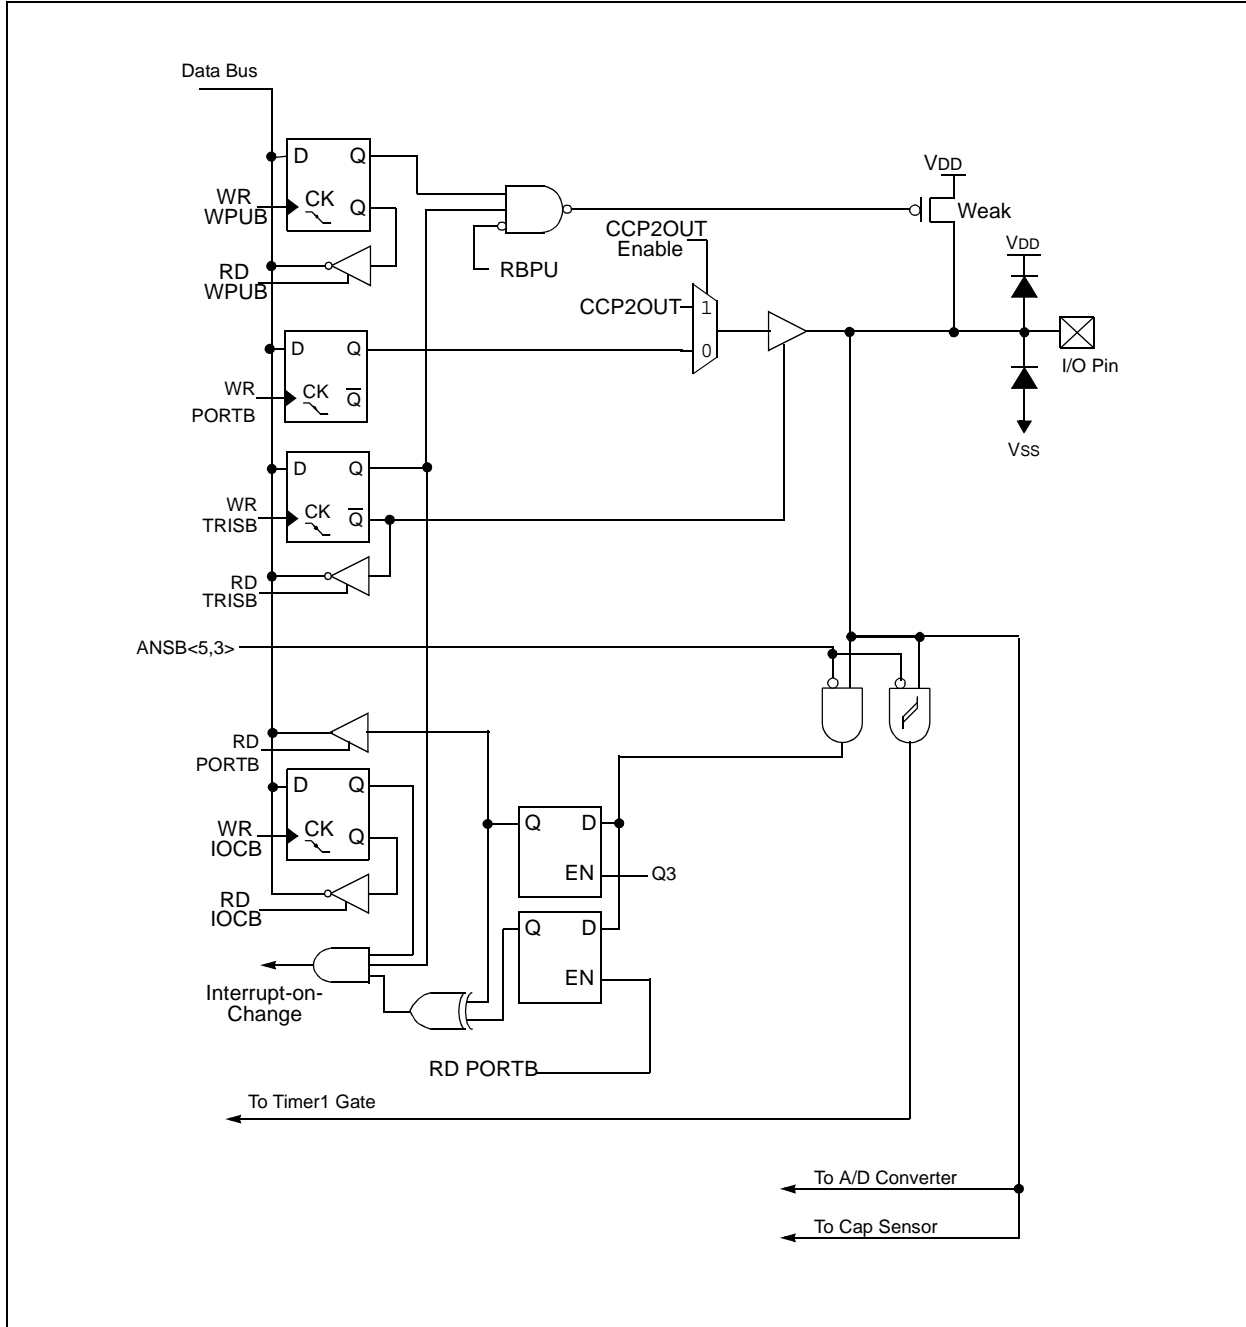 Data Bus
D Q
WR
WPUB
CK
Q
RD
WPUB
RBPU
CCP2OUT
Enable
CCP2OUT
1
0
VDD
Weak
VDD
I/O Pin
VSS
D Q
WR
PORTB
CK
Q
D Q
WR
TRISB
CK
Q
RD
TRISB
ANSB<5,3>
RD
PORTB
D Q
WR
IOCB
CK
Q
RD
IOCB
Q D
EN
Q3
Q D
EN
Interrupt-on-
Change
RD PORTB
To Timer1 Gate
To A/D Converter
To Cap Sensor